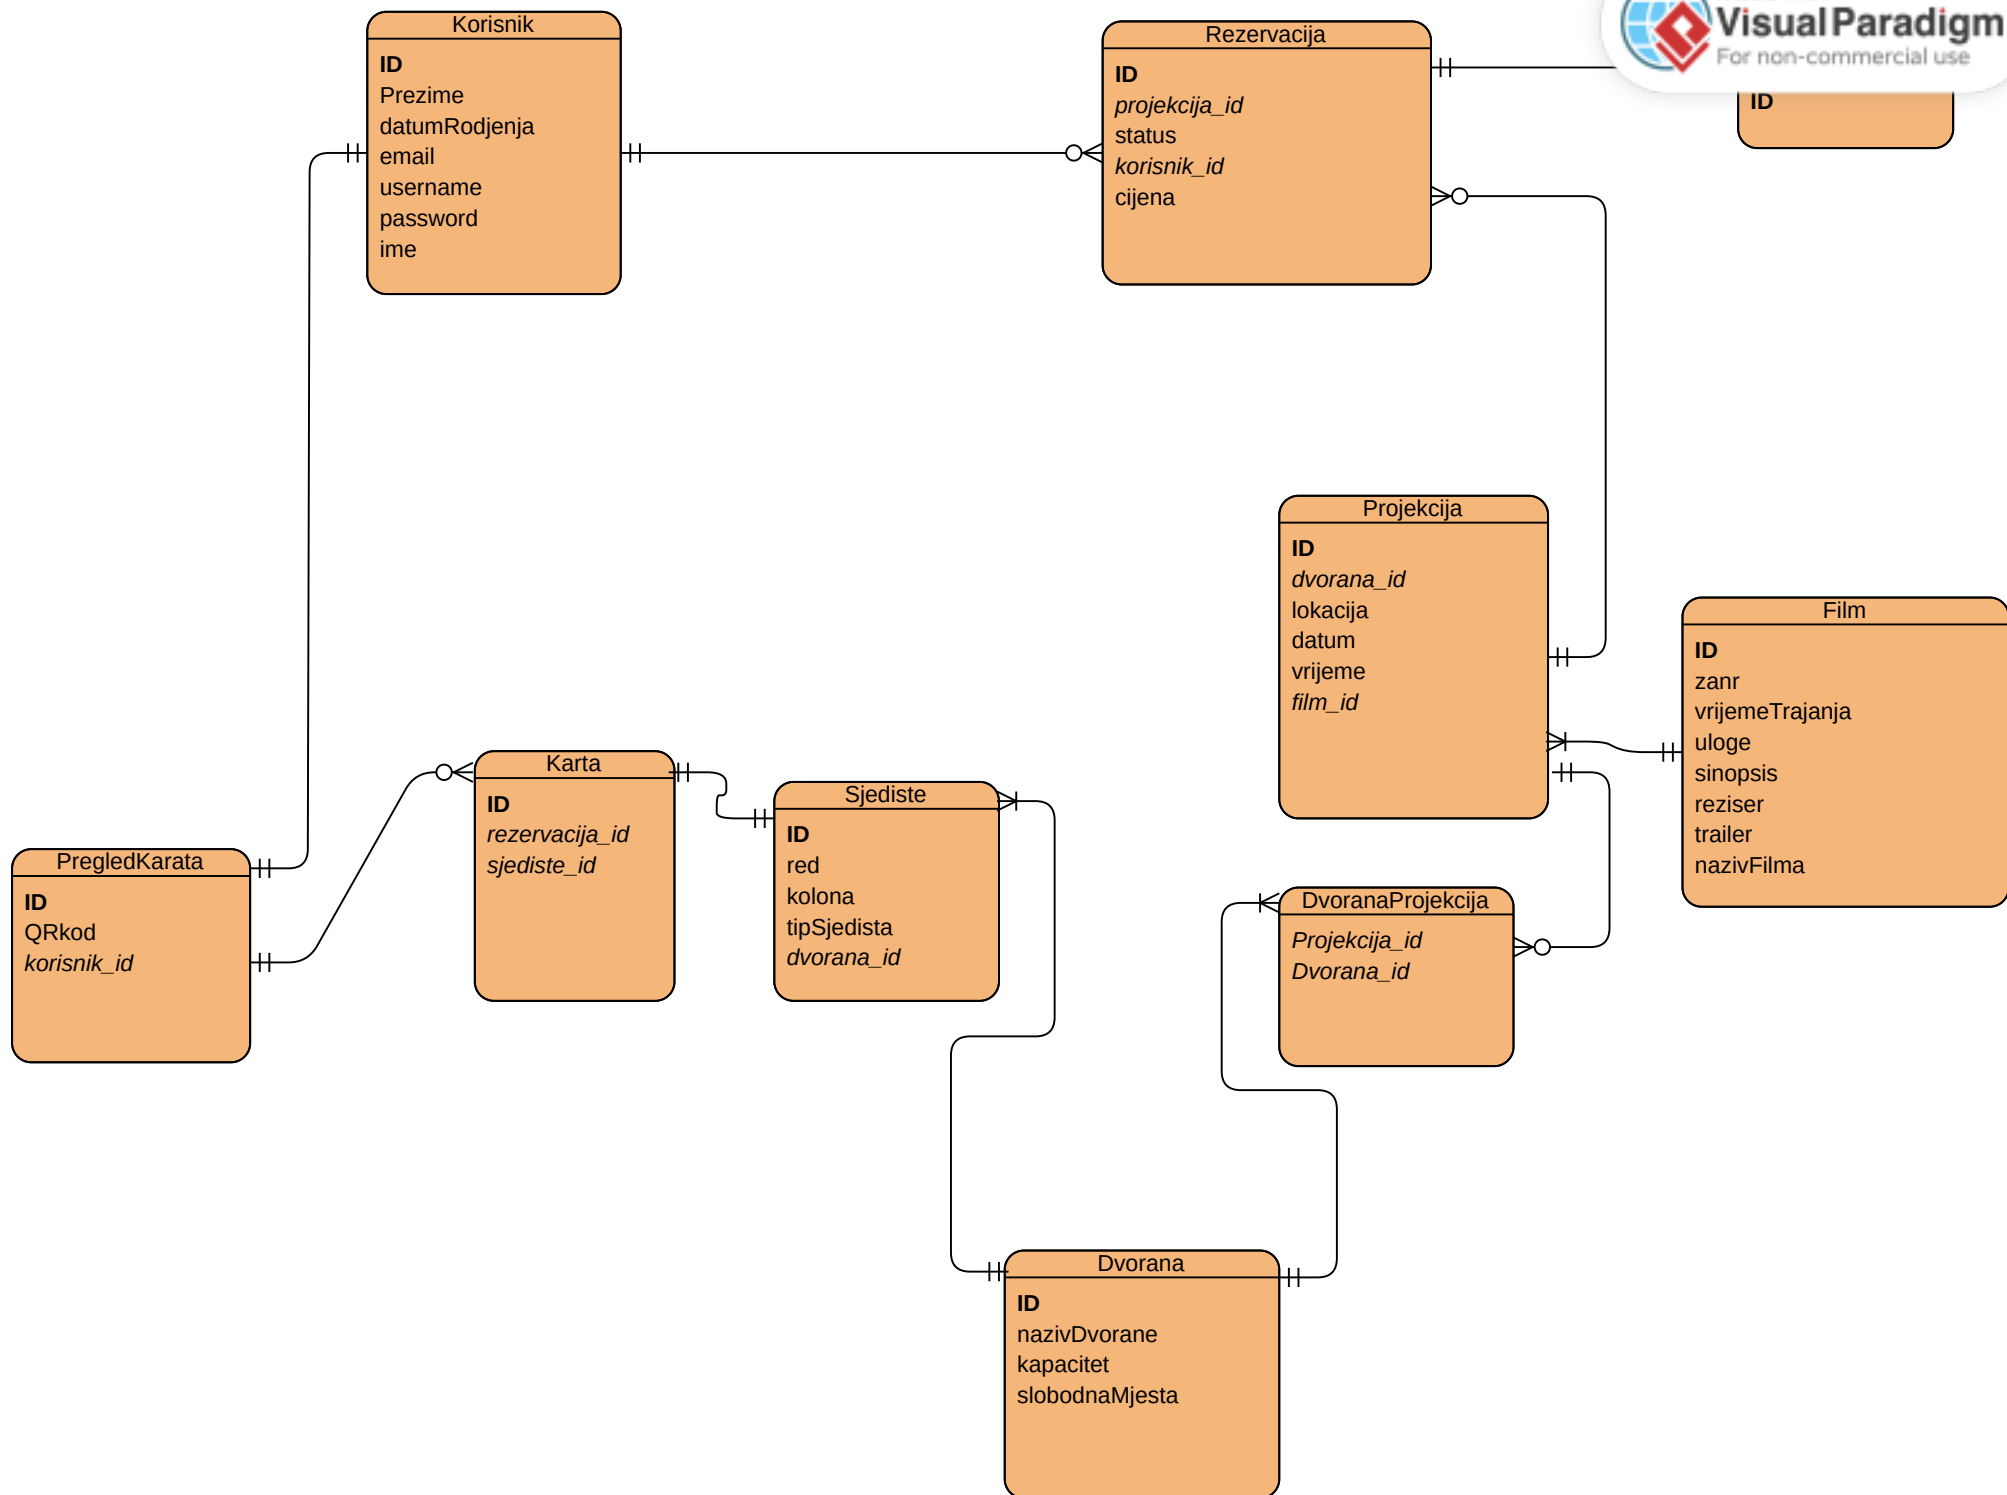 Korisnik
ID
Prezime
datumRodjenja
email
username
password
ime
Rezervacija
ID
projekcija_id
status
korisnik_id
cijena
Visual Paradigm
For non-commercial use
ID
Projekcija
ID
dvorana_id
lokacija
datum
vrijeme
film_id
Film
ID
zanr
vrijemeTrajanja
uloge
sinopsis
reziser
trailer
nazivFilma
Karta
ID
rezervacija_id
sjediste_id
Sjediste
ID
red
kolona
tipSjedista
dvorana_id
PregledKarata
ID
QRkod
korisnik_id
DvoranaProjekcija
Projekcija_id
Dvorana_id
Dvorana
ID
nazivDvorane
kapacitet
slobodnaMjesta